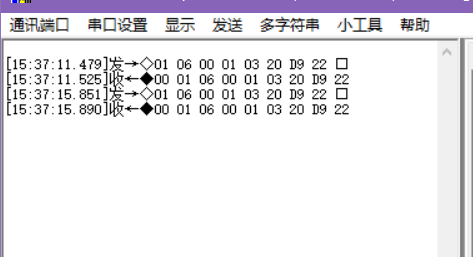 通讯端口 串口设置 显示 发送 多字符串 小工具 帮助
[15:37:11.479]发→◇01 06 00 01 03 20 D9 22 □
[15:37:11.525]收←◆00 01 06 00 01 03 20 D9 22
[15:37:15.851]发→◇01 06 00 01 03 20 D9 22 □
[15:37:15.890]收←◆00 01 06 00 01 03 20 D9 22